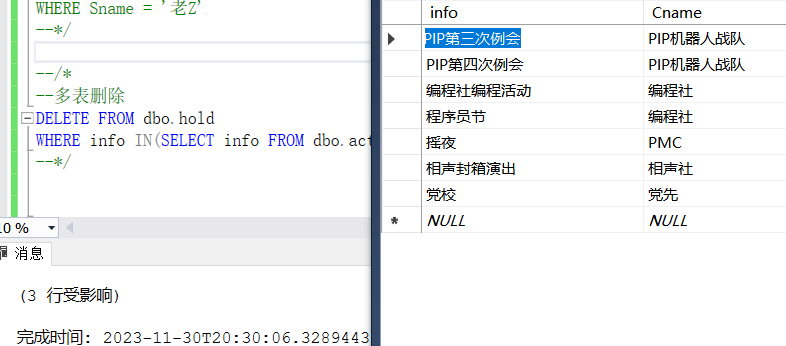 WHERE Sname = '老Z'
--*/
--/*
--多表删除
DELETE FROM dbo.hold
WHERE info IN(SELECT info FROM dbo.act
--*/
10 %
消息
(3 行受影响)
完成时间: 2023-11-30T20:30:06.3289443
info Cname
PIP第三次例会 PIP机器人战队
PIP第四次例会 PIP机器人战队
编程社编程活动 编程社
程序员节 编程社
摇夜 PMC
相声封箱演出 相声社
党校 党先
* NULL NULL